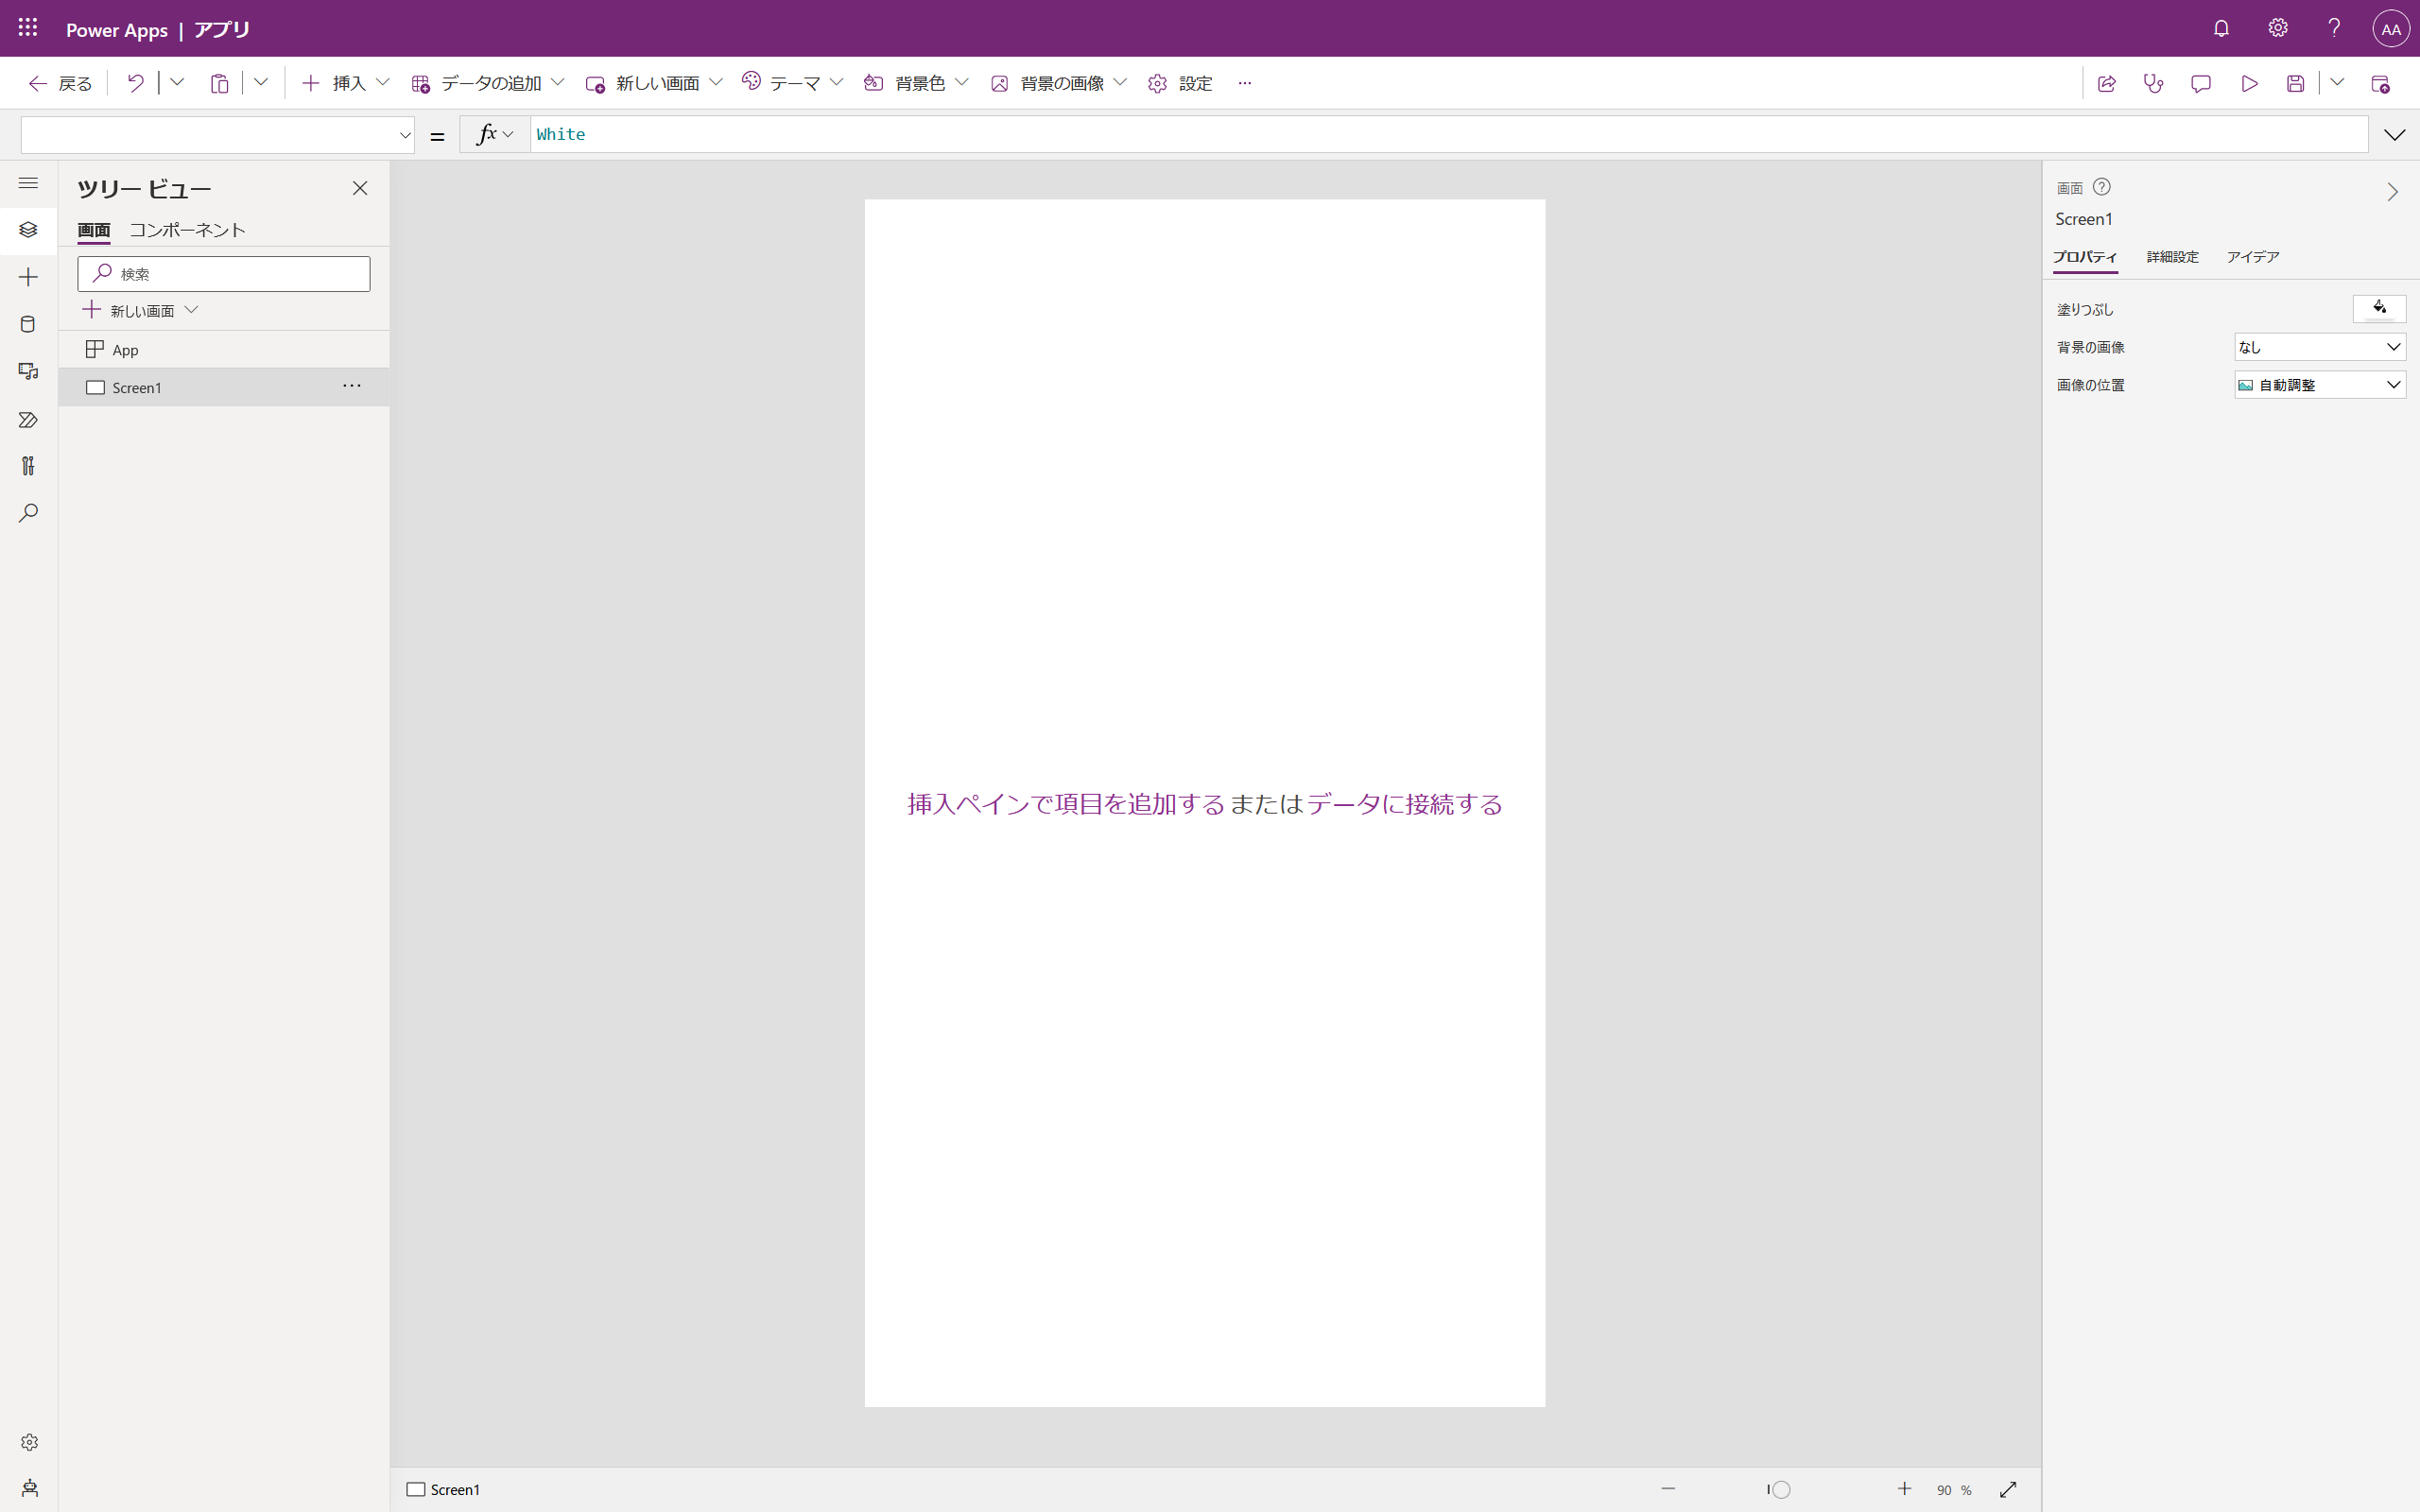 Power Apps | アプリ
AA
戻る
挿入
データの追加
新しい画面
テーマ
背景色
背景の画像
設定
=
fx
White
ツリー ビュー
画面
コンポーネント
検索
新しい画面
App
Screen1
挿入ペインで項目を追加する または データに接続する
画面
Screen1
プロパティ
詳細設定
アイデア
塗りつぶし
背景の画像
なし
画像の位置
自動調整
Screen1
90 %